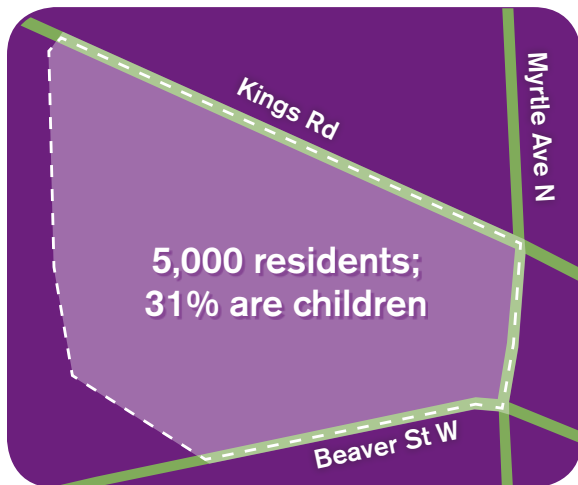 Kings Rd
Myrtle Ave N
5,000 residents;
31% are children
Beaver St W